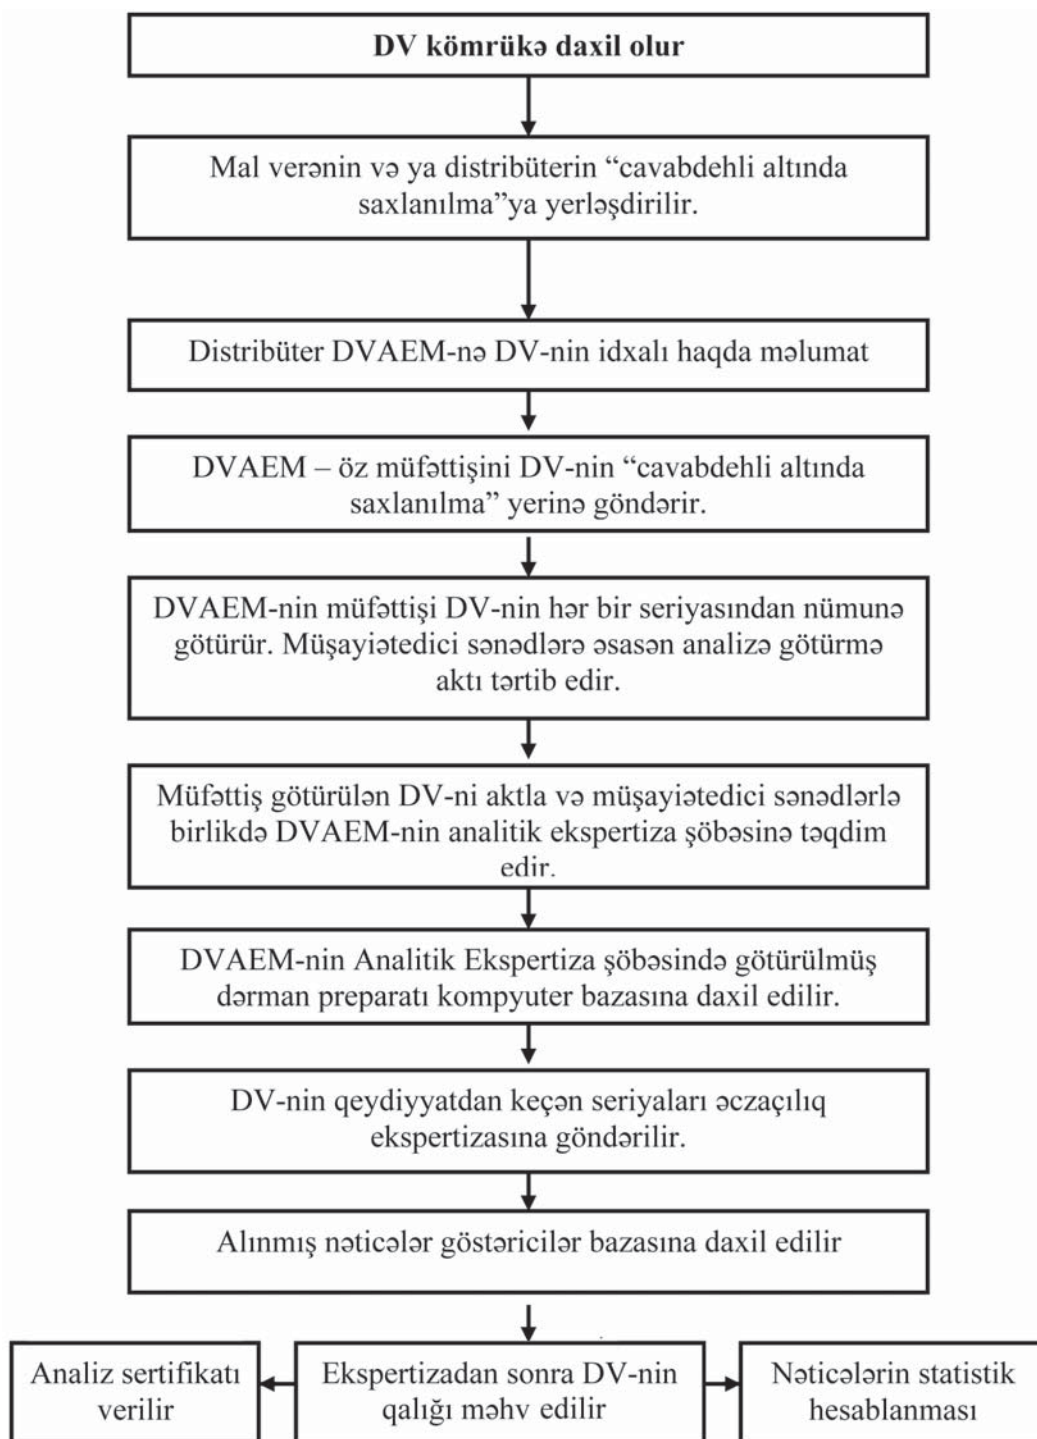 DV kömrükə daxil olur
Mal verənin və ya distribüterin “cavabdehli altında
saxlanılma”ya yerləşdirilir.
Distribüter DVAEM-nə DV-nin idxalı haqda məlumat
DVAEM – öz müfəttişini DV-nin “cavabdehli altında
saxlanılma” yerinə göndərir.
DVAEM-nin müfəttişi DV-nin hər bir seriyasından nümunə
götürür. Müşayiətedici sənədlərə əsasən analizə götürmə
aktı tərtib edir.
Müfəttiş götürülən DV-ni aktla və müşayiətedici sənədlərlə
birlikdə DVAEM-nin analitik ekspertiza şöbəsinə təqdim
edir.
DVAEM-nin Analitik Ekspertiza şöbəsində götürülmüş
dərman preparatı kompyuter bazasına daxil edilir.
DV-nin qeydiyyatdan keçən seriyaları əczaçılıq
ekspertizasına göndərilir.
Alınmış nəticələr göstəricilər bazasına daxil edilir
Analiz sertifikatı
verilir
Ekspertizadan sonra DV-nin
qalığı məhv edilir
Nəticələrin statistik
hesablanması